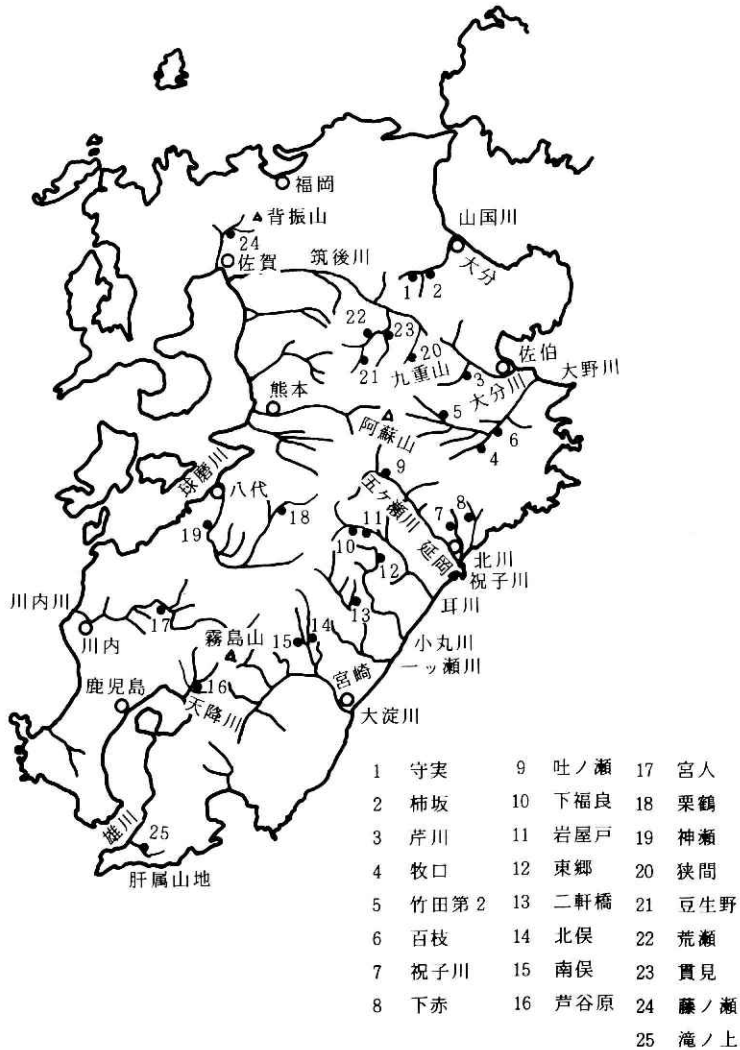 福岡
背振山
24
佐賀
筑後川
山国川
大分
1 2
22 23
21
20
九重山
3
大分川
佐伯
大野川
熊本
阿蘇山
5
6
4
9
球磨川
八代
18
19
五ヶ瀬川
7 8
延岡
北川
祝子川
10 11
12
耳川
13
川内川
17
川内
霧島山
15 14
小丸川
一ッ瀬川
鹿児島
16
天降川
宮崎
大淀川
雄川
25
肝属山地
1 守実 9 吐ノ瀬 17 宮人
2 柿坂 10 下福良 18 栗鶴
3 芹川 11 岩屋戸 19 神瀬
4 牧口 12 東郷 20 狭間
5 竹田第2 13 二軒橋 21 豆生野
6 百枝 14 北俣 22 荒瀬
7 祝子川 15 南俣 23 貫見
8 下赤 16 芦谷原 24 藤ノ瀬
25 滝ノ上